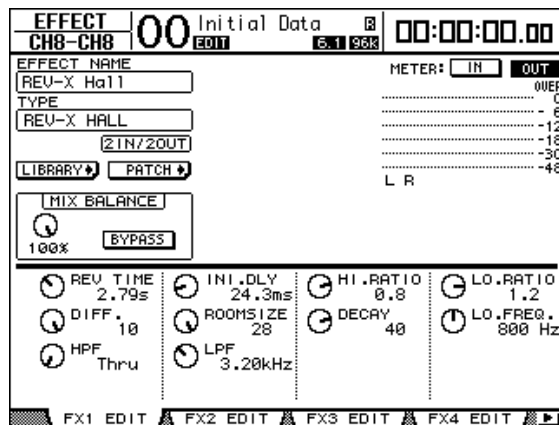 EFFECT
CH8-CH8
00 Initial Data R
EDIT 6.1 96k
00:00:00.00
EFFECT NAME
REV-X Hall
METER: IN OUT
TYPE
REV-X HALL
2IN/2OUT
LIBRARY PATCH
OVER
0
- 6
-12
-18
-30
-48
L R
MIX BALANCE
100%
BYPASS
REV TIME
2.79s
INI.DLY
24.3ms
HI.RATIO
0.8
LO.RATIO
1.2
DIFF.
10
ROOMSIZE
28
DECAY
40
LO.FREQ.
800 Hz
HPF
Thru
LPF
3.20kHz
FX1 EDIT FX2 EDIT FX3 EDIT FX4 EDIT